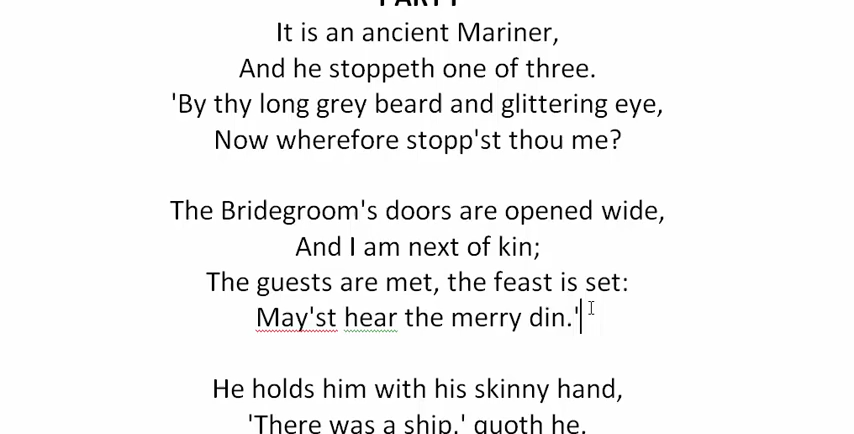 PART I
It is an ancient Mariner,
And he stoppeth one of three.
'By thy long grey beard and glittering eye,
Now wherefore stopp'st thou me?
The Bridegroom's doors are opened wide,
And I am next of kin;
The guests are met, the feast is set:
May'st hear the merry din.'
He holds him with his skinny hand,
'There was a ship,' quoth he.